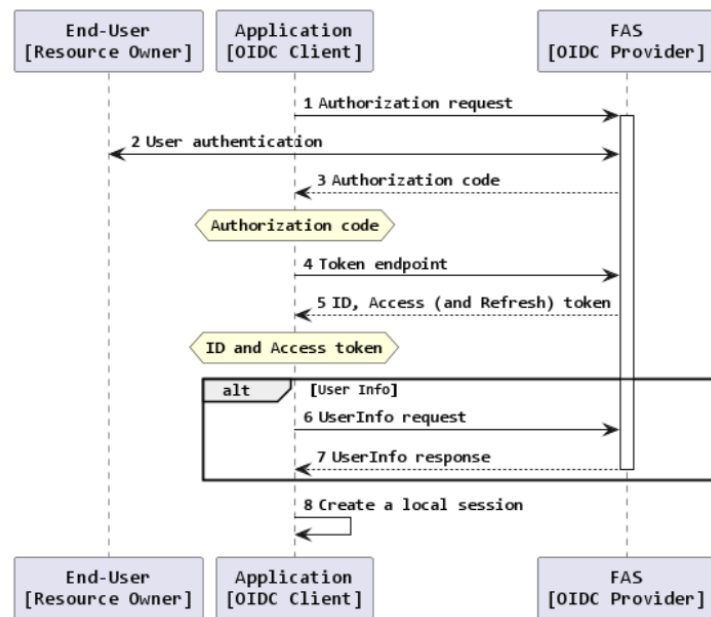 End-User
[Resource Owner]
Application
[OIDC Client]
FAS
[OIDC Provider]
1 Authorization request
2 User authentication
3 Authorization code
Authorization code
4 Token endpoint
5 ID, Access (and Refresh) token
ID and Access token
alt [User Info]
6 UserInfo request
7 UserInfo response
8 Create a local session
End-User
[Resource Owner]
Application
[OIDC Client]
FAS
[OIDC Provider]